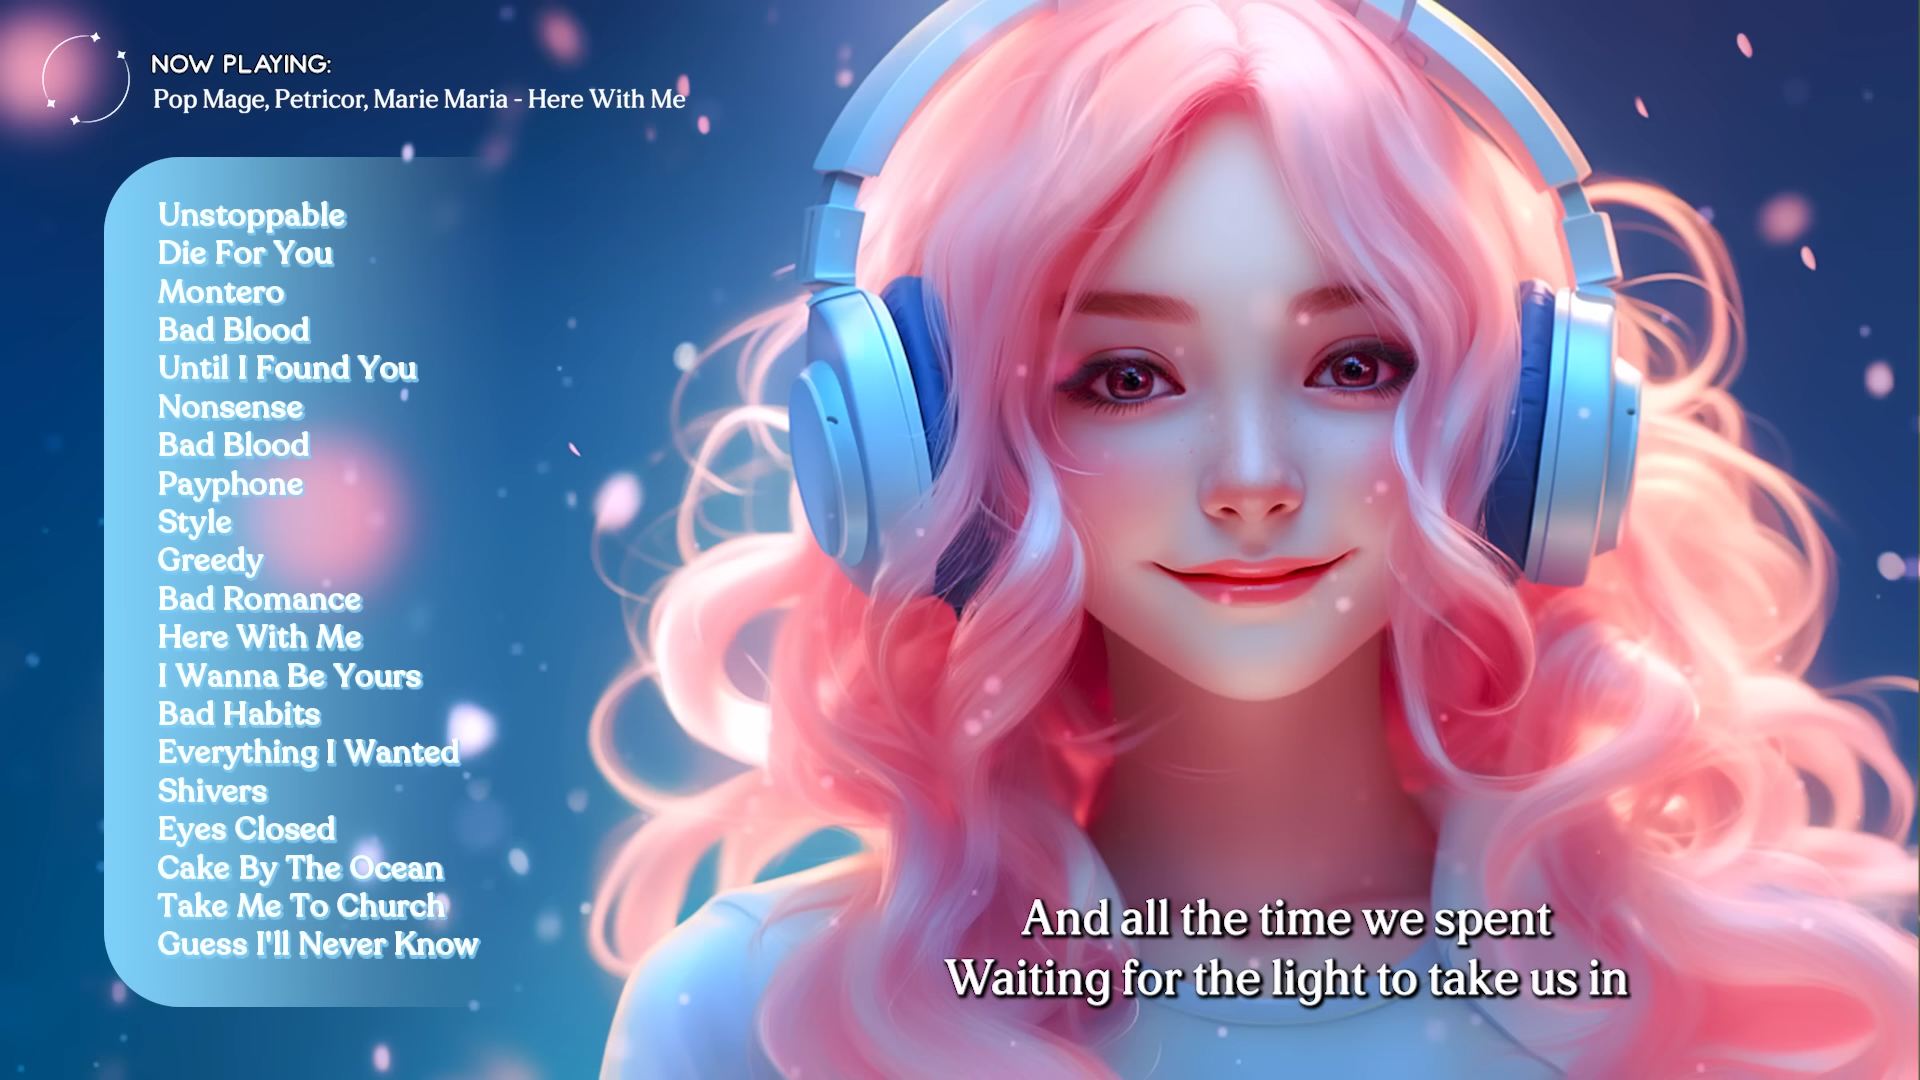 NOW PLAYING:
Pop Mage, Petricor, Marie Maria - Here With Me
Unstoppable
Die For You
Montero
Bad Blood
Until I Found You
Nonsense
Bad Blood
Payphone
Style
Greedy
Bad Romance
Here With Me
I Wanna Be Yours
Bad Habits
Everything I Wanted
Shivers
Eyes Closed
Cake By The Ocean
Take Me To Church
Guess I'll Never Know
And all the time we spent
Waiting for the light to take us in